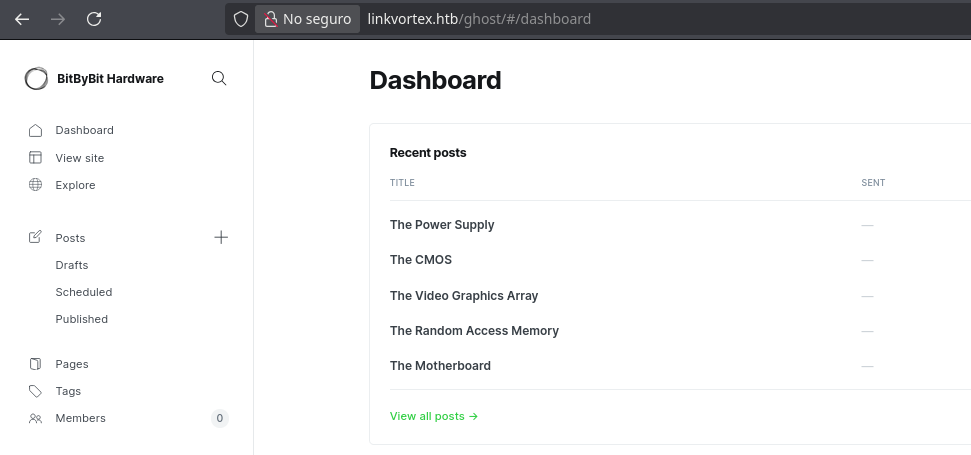 No seguro
linkvortex.htb/ghost/#/dashboard
BitByBit Hardware
Dashboard
View site
Explore
Posts
Drafts
Scheduled
Published
Pages
Tags
Members 0
Dashboard
Recent posts
TITLE SENT
The Power Supply —
The CMOS —
The Video Graphics Array —
The Random Access Memory —
The Motherboard —
View all posts →